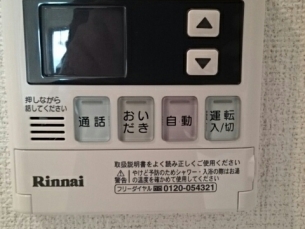 押しながら
話してください
通話
おい
だき
自動
運転
入/切
取扱説明書をよく読み正しくご使用ください
警告
やけど予防のためシャワー・入浴の際はお湯
の温度を確かめて使用してください
Rinnai
フリーダイヤル 0120-054321